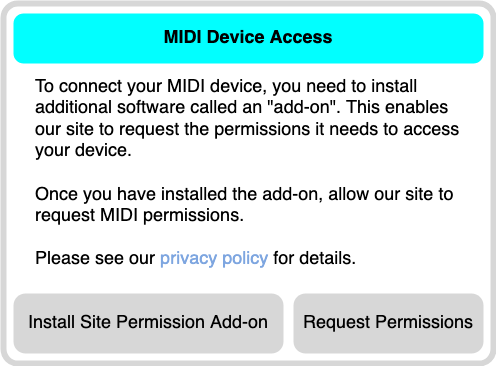 MIDI Device Access
To connect your MIDI device, you need to install
additional software called an "add-on". This enables
our site to request the permissions it needs to access
your device.
Once you have installed the add-on, allow our site to
request MIDI permissions.
Please see our privacy policy for details.
Install Site Permission Add-on
Request Permissions